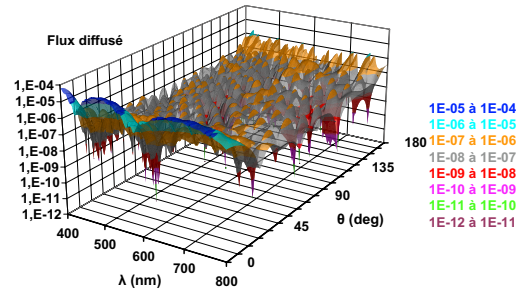 Flux diffusé
1,E-04
1,E-05
1,E-06
1,E-07
1,E-08
1,E-09
1,E-10
1,E-11
1,E-12
400
500
600
700
800
λ (nm)
0
45
90
135
180
θ (deg)
1E-05 à 1E-04
1E-06 à 1E-05
1E-07 à 1E-06
1E-08 à 1E-07
1E-09 à 1E-08
1E-10 à 1E-09
1E-11 à 1E-10
1E-12 à 1E-11